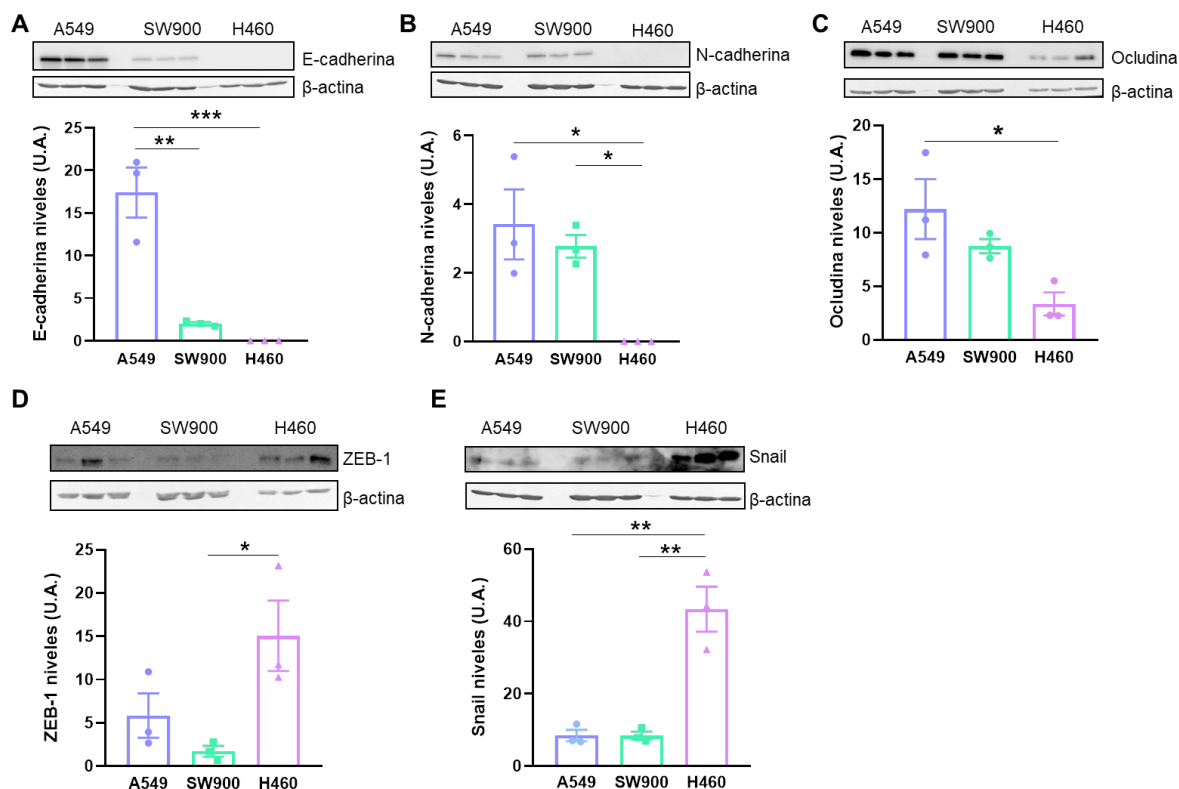 A
A549 SW900 H460
E-cadherina
β-actina
E-cadherina niveles (U.A.)
25
20
15
10
5
0
***
**
A549 SW900 H460
B
A549 SW900 H460
N-cadherina
β-actina
N-cadherina niveles (U.A.)
6
4
2
0
*
*
A549 SW900 H460
C
A549 SW900 H460
Ocludina
β-actina
Ocludina niveles (U.A.)
20
15
10
5
0
*
A549 SW900 H460
D
A549 SW900 H460
ZEB-1
β-actina
ZEB-1 niveles (U.A.)
25
20
15
10
5
0
*
A549 SW900 H460
E
A549 SW900 H460
Snail
β-actina
Snail niveles (U.A.)
60
40
20
0
**
**
A549 SW900 H460